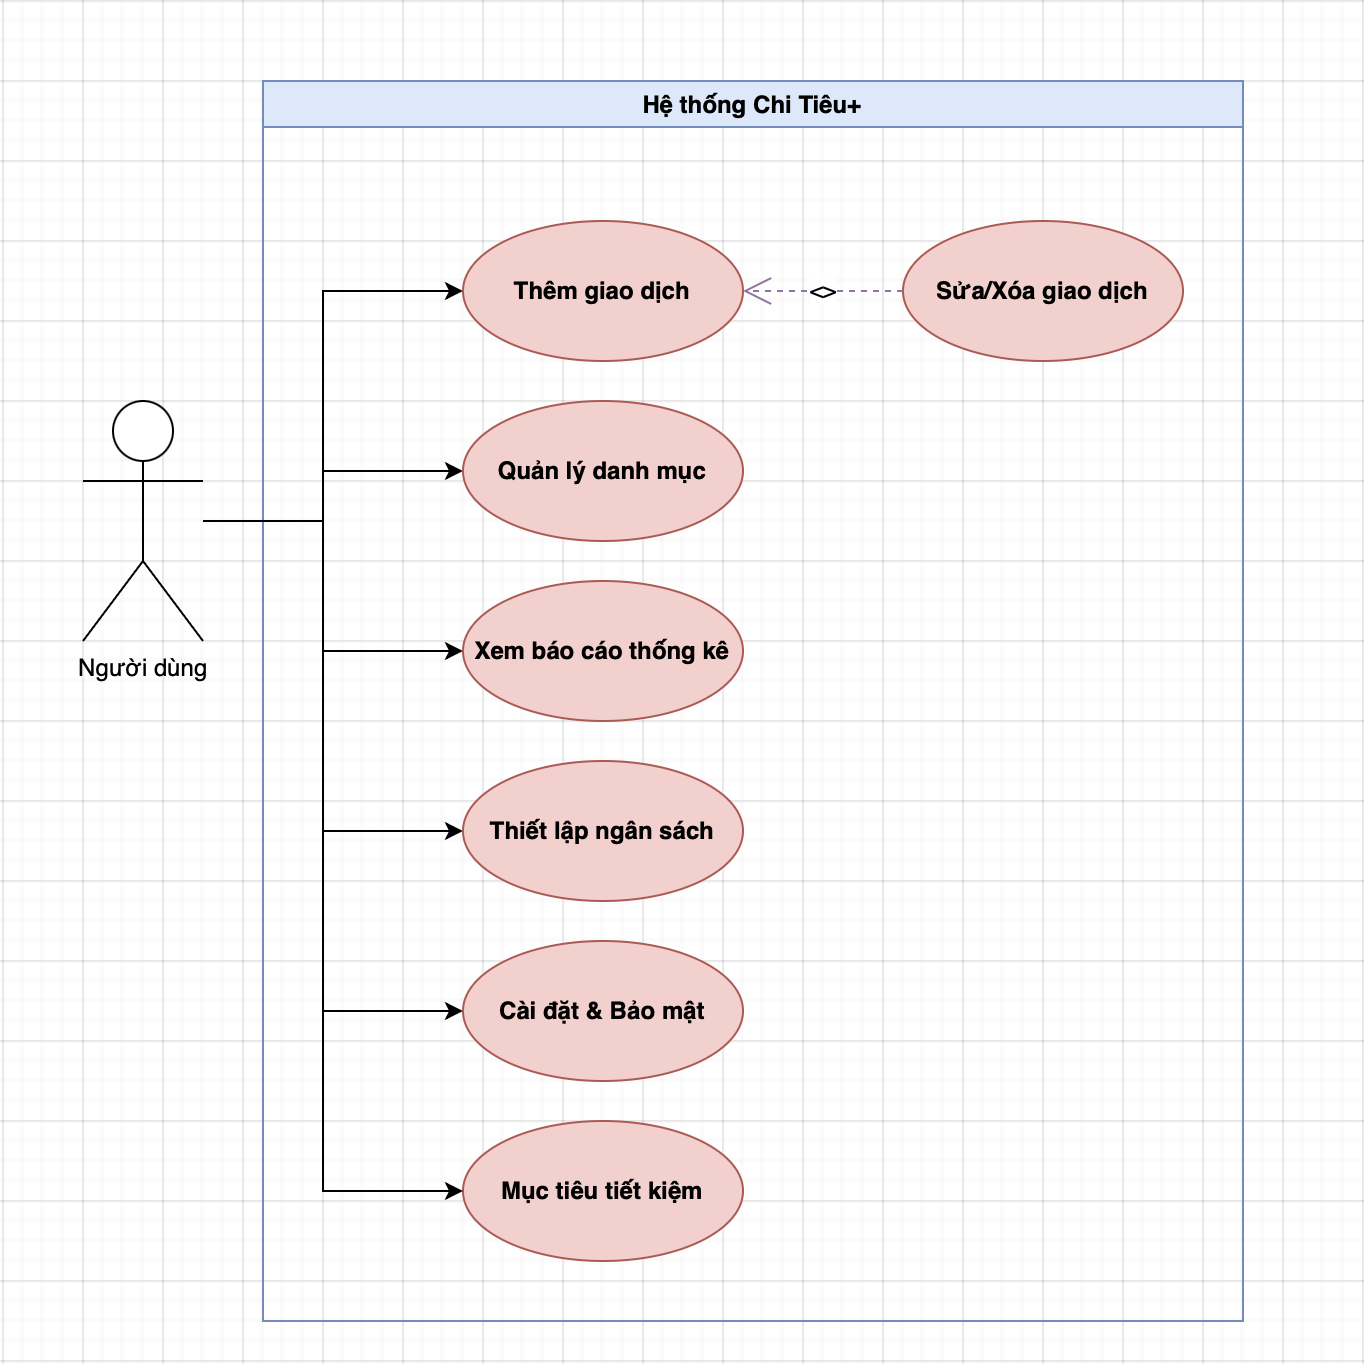 Hệ thống Chi Tiêu+
Thêm giao dịch
Sửa/Xóa giao dịch
Quản lý danh mục
Xem báo cáo thống kê
Người dùng
Thiết lập ngân sách
Cài đặt & Bảo mật
Mục tiêu tiết kiệm